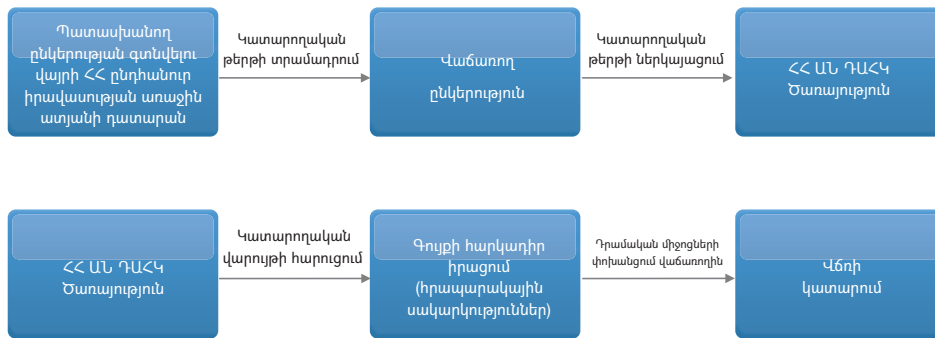 Պատասխանող
ընկերության գտնվելու
վայրի ՀՀ ընդհանուր
իրավասության առաջին
ատյանի դատարան
Կատարողական
թերթի տրամադրում
Վաճառող
ընկերություն
Կատարողական
թերթի ներկայացում
ՀՀ ԱՆ ԴԱՀԿ
Ծառայություն
ՀՀ ԱՆ ԴԱՀԿ
Ծառայություն
Կատարողական
վարույթի հարուցում
Գույքի հարկադիր
իրացում
(հրապարակային
սակարկություններ)
Դրամական միջոցների
փոխանցում վաճառողին
Վճռի
կատարում